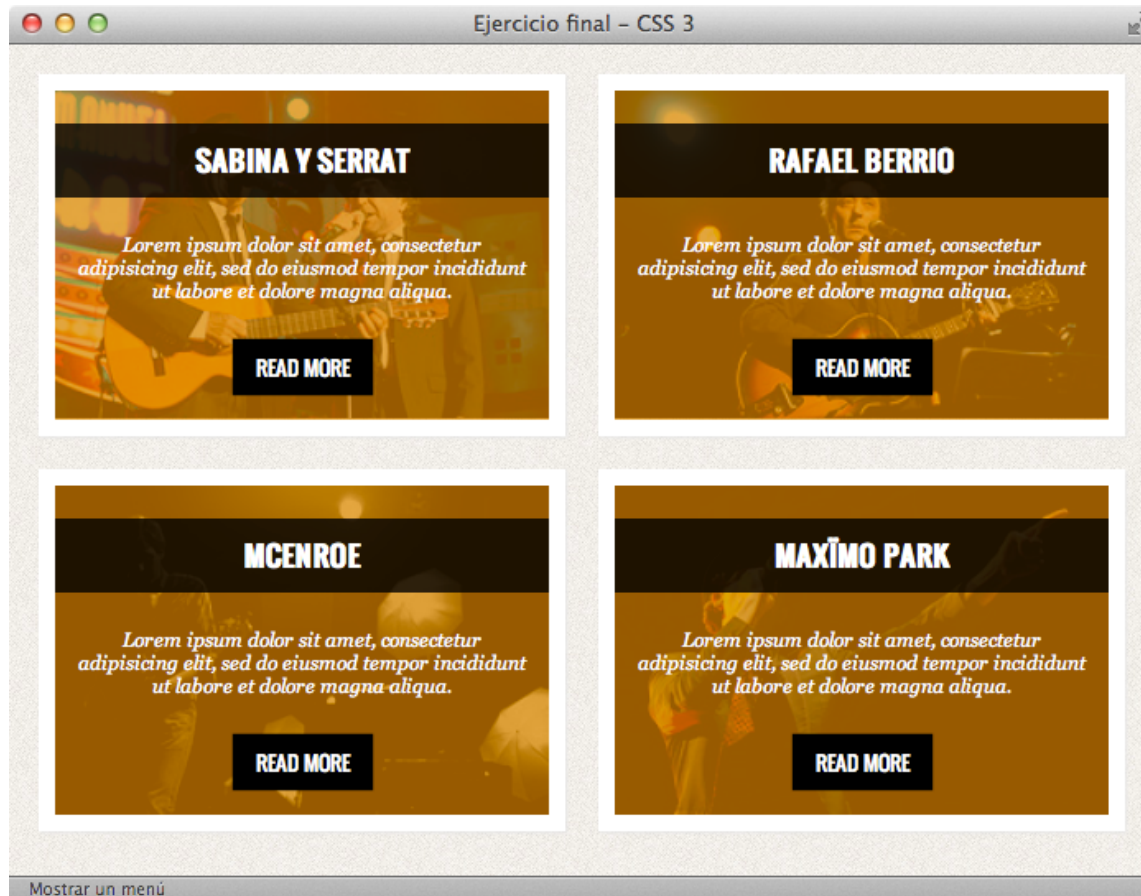 Ejercicio final – CSS 3
SABINA Y SERRAT
Lorem ipsum dolor sit amet, consectetur
adipisicing elit, sed do eiusmod tempor incididunt
ut labore et dolore magna aliqua.
READ MORE
RAFAEL BERRIO
Lorem ipsum dolor sit amet, consectetur
adipisicing elit, sed do eiusmod tempor incididunt
ut labore et dolore magna aliqua.
READ MORE
MCENROE
Lorem ipsum dolor sit amet, consectetur
adipisicing elit, sed do eiusmod tempor incididunt
ut labore et dolore magna aliqua.
READ MORE
MAXĪMO PARK
Lorem ipsum dolor sit amet, consectetur
adipisicing elit, sed do eiusmod tempor incididunt
ut labore et dolore magna aliqua.
READ MORE
Mostrar un menú